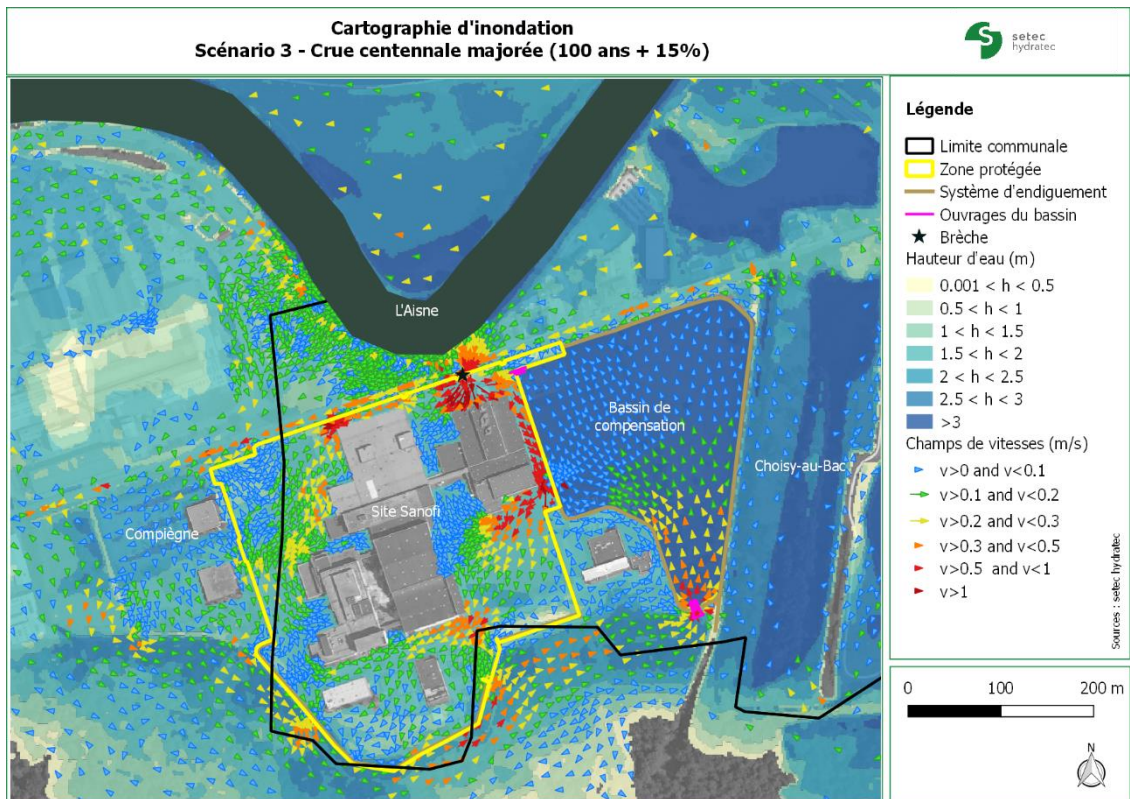 Cartographie d'inondation
Scénario 3 - Crue centennale majorée (100 ans + 15%)
setec
hydratec
L'Aisne
Bassin de
compensation
Choisy-au-Bac
Site Sanofi
Compiègne
Légende
Limite communale
Zone protégée
Système d'endiguement
Ouvrages du bassin
Brèche
Hauteur d'eau (m)
0.001 < h < 0.5
0.5 < h < 1
1 < h < 1.5
1.5 < h < 2
2 < h < 2.5
2.5 < h < 3
>3
Champs de vitesses (m/s)
v>0 and v<0.1
v>0.1 and v<0.2
v>0.2 and v<0.3
v>0.3 and v<0.5
v>0.5 and v<1
v>1
Sources : setec hydratec
0 100 200 m
N